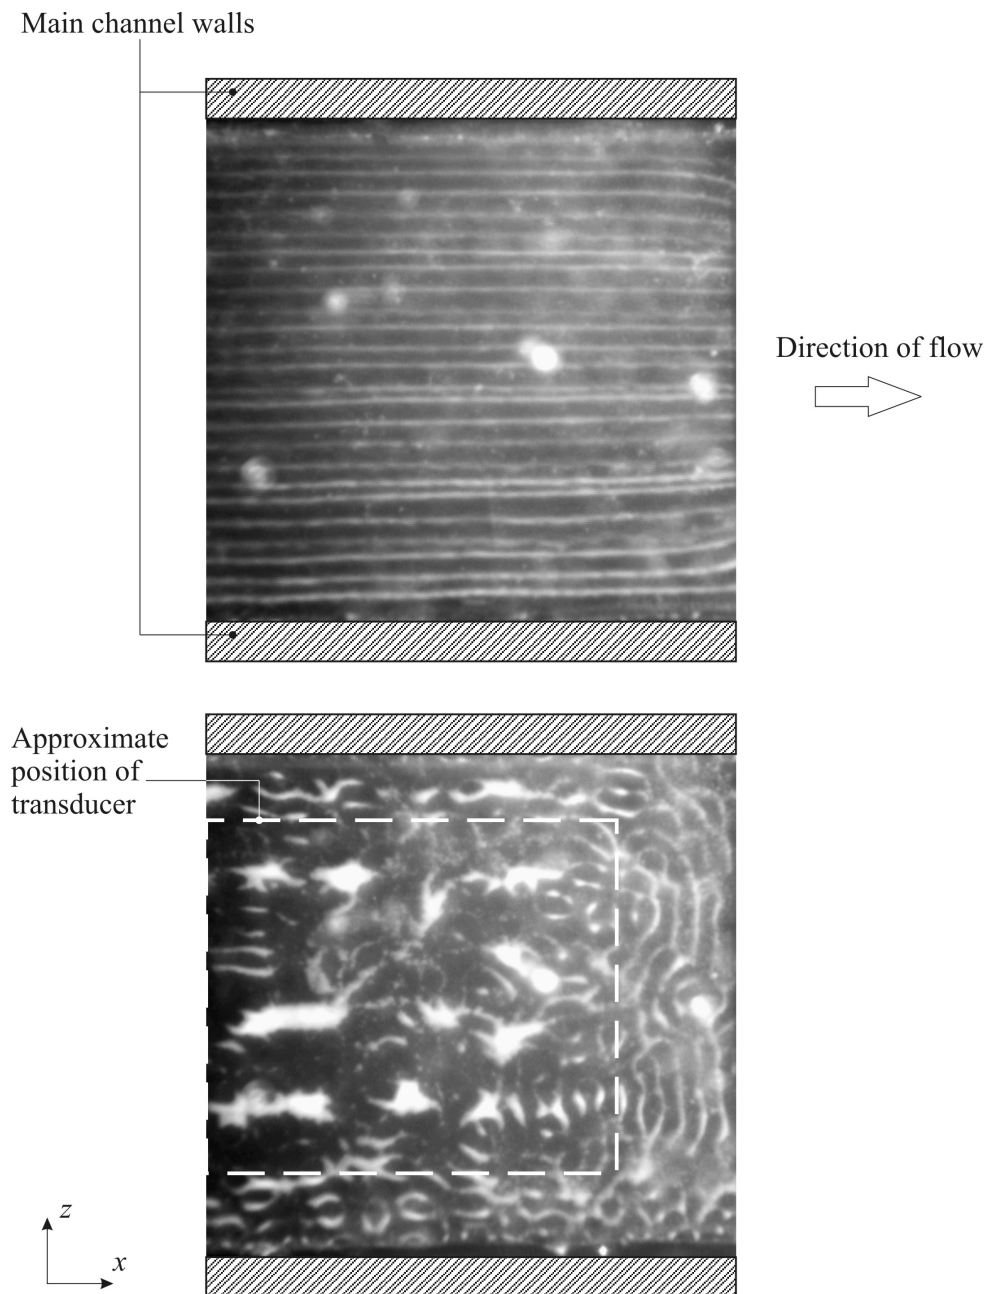 Main channel walls
Direction of flow
Approximate
position of
transducer
z
x